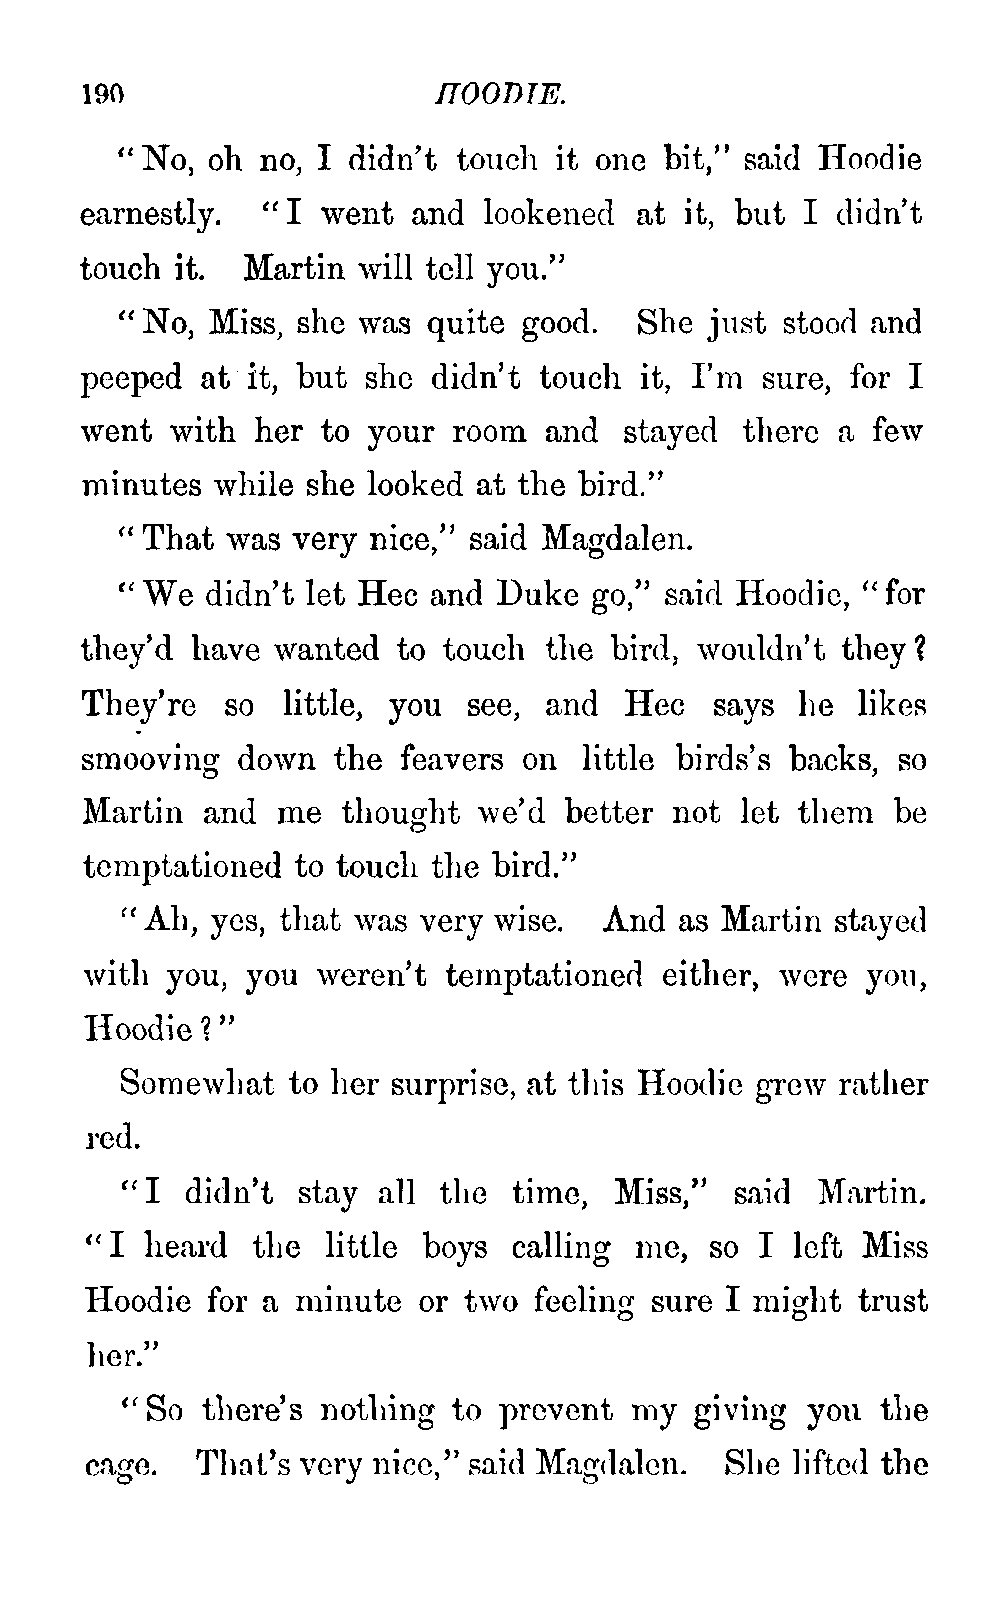 190 HOODIE.
“No, oh no, I didn’t touch it one bit,” said Hoodie
earnestly. “I went and lookened at it, but I didn’t
touch it. Martin will tell you.”
“No, Miss, she was quite good. She just stood and
peeped at it, but she didn’t touch it, I’m sure, for I
went with her to your room and stayed there a few
minutes while she looked at the bird.”
“That was very nice,” said Magdalen.
“We didn’t let Hec and Duke go,” said Hoodie, “for
they’d have wanted to touch the bird, wouldn’t they?
They’re so little, you see, and Hec says he likes
smooving down the feavers on little birds’s backs, so
Martin and me thought we’d better not let them be
temptationed to touch the bird.”
“Ah, yes, that was very wise. And as Martin stayed
with you, you weren’t temptationed either, were you,
Hoodie?”
Somewhat to her surprise, at this Hoodie grew rather
red.
“I didn’t stay all the time, Miss,” said Martin.
“I heard the little boys calling me, so I left Miss
Hoodie for a minute or two feeling sure I might trust
her.”
“So there’s nothing to prevent my giving you the
cage. That’s very nice,” said Magdalen. She lifted the